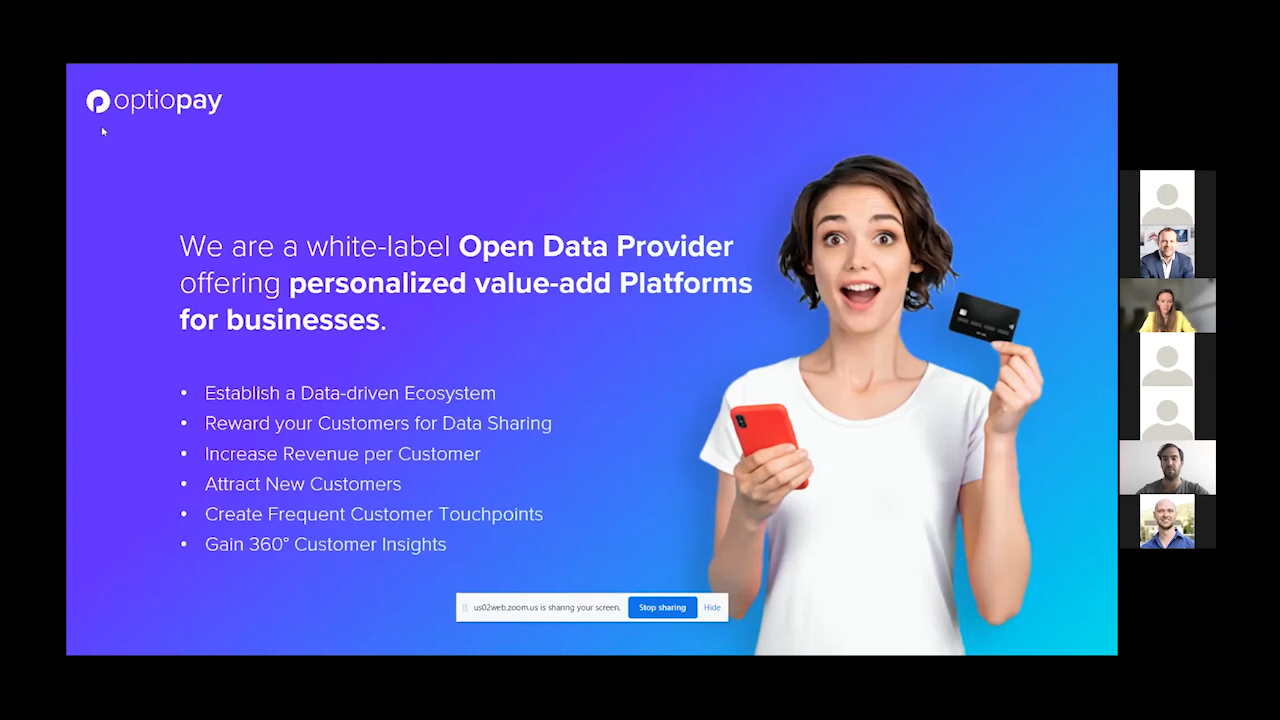 optiopay
We are a white-label Open Data Provider
offering personalized value-add Platforms
for businesses.
• Establish a Data-driven Ecosystem
• Reward your Customers for Data Sharing
• Increase Revenue per Customer
• Attract New Customers
• Create Frequent Customer Touchpoints
• Gain 360° Customer Insights
us02web.zoom.us is sharing your screen. Stop sharing Hide